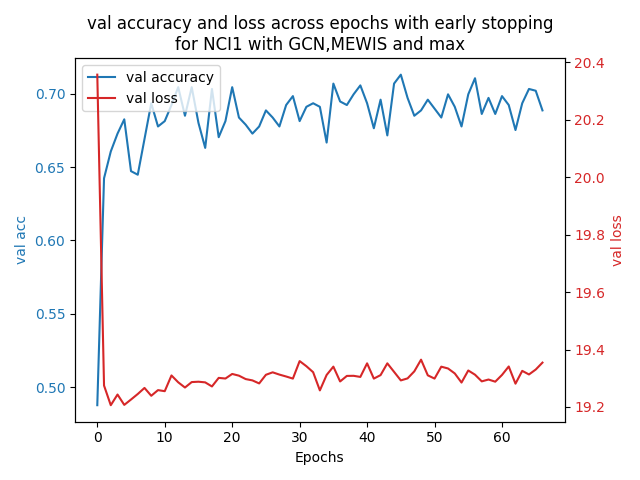 val accuracy and loss across epochs with early stopping
for NCI1 with GCN,MEWIS and max
val accuracy
val loss
0.70
0.65
0.60
0.55
0.50
val acc
20.4
20.2
20.0
19.8
19.6
19.4
19.2
val loss
0 10 20 30 40 50 60
Epochs